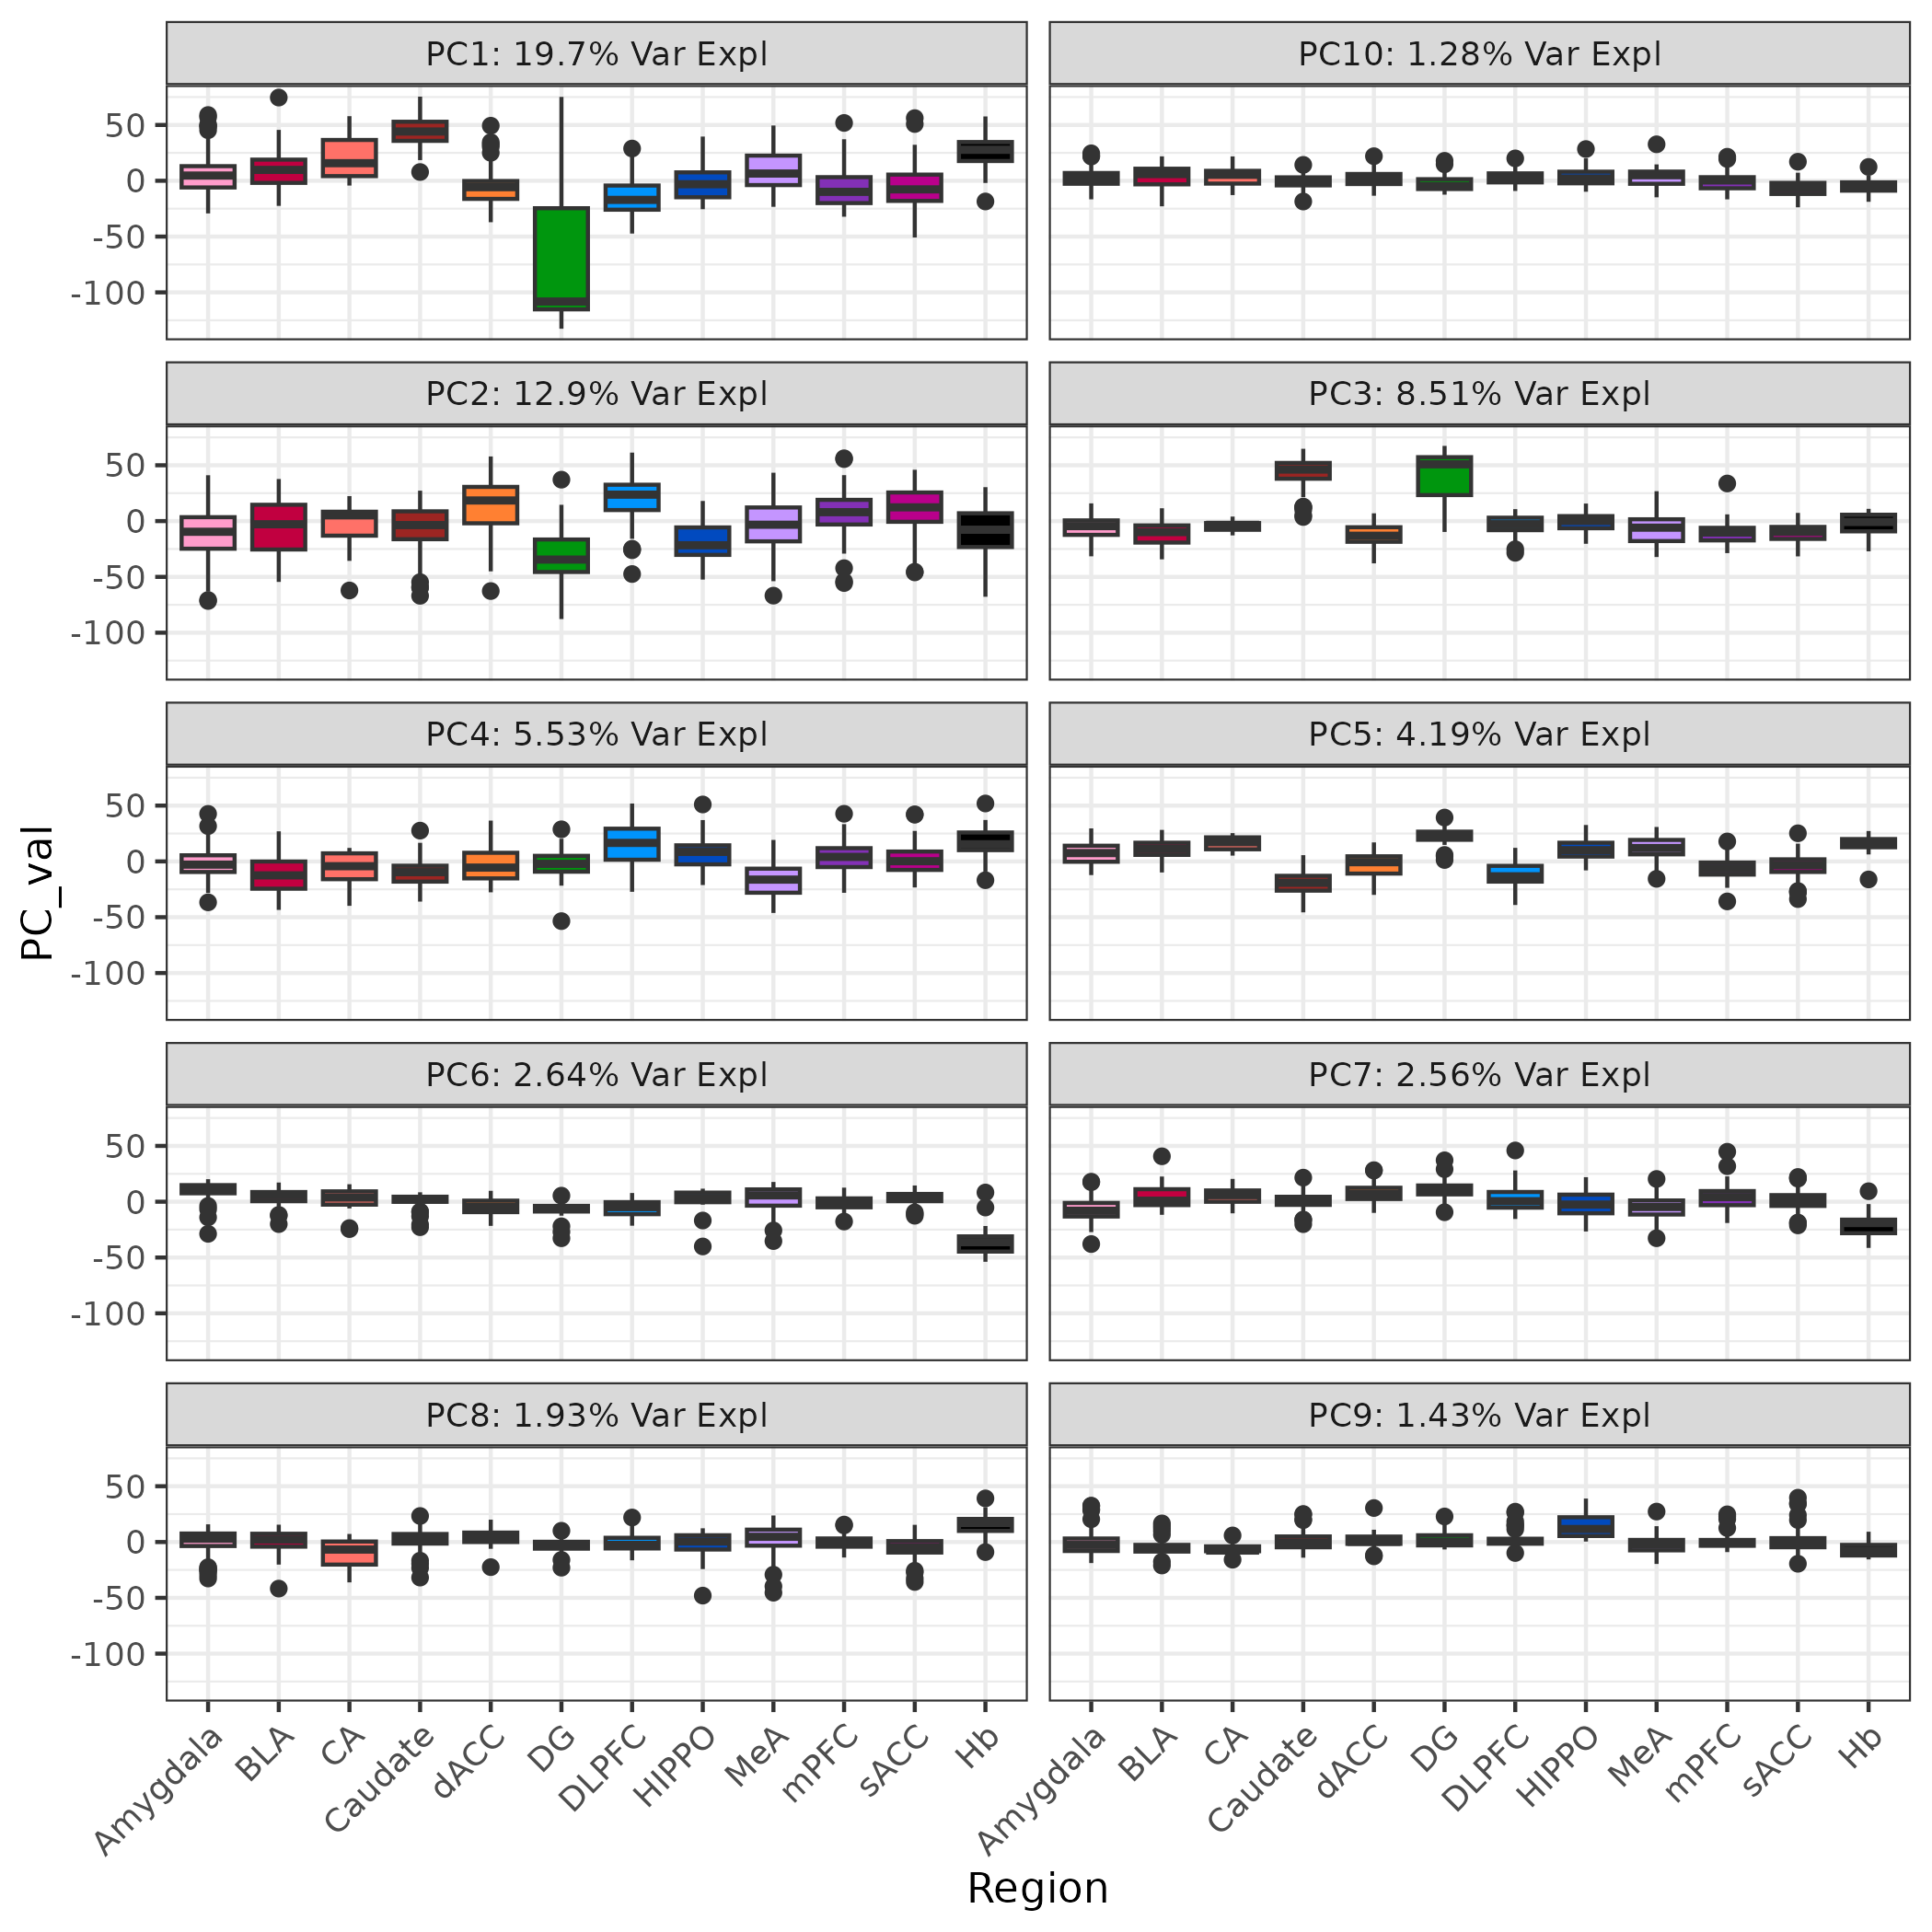 PC1: 19.7% Var Expl
PC10: 1.28% Var Expl
50
0
-50
-100
PC2: 12.9% Var Expl
PC3: 8.51% Var Expl
50
0
-50
-100
PC4: 5.53% Var Expl
PC5: 4.19% Var Expl
50
0
-50
-100
PC6: 2.64% Var Expl
PC7: 2.56% Var Expl
50
0
-50
-100
PC8: 1.93% Var Expl
PC9: 1.43% Var Expl
50
0
-50
-100
PC_val
Amygdala
BLA
CA
Caudate
dACC
DG
DLPFC
HIPPO
MeA
mPFC
sACC
Hb
Amygdala
BLA
CA
Caudate
dACC
DG
DLPFC
HIPPO
MeA
mPFC
sACC
Hb
Region